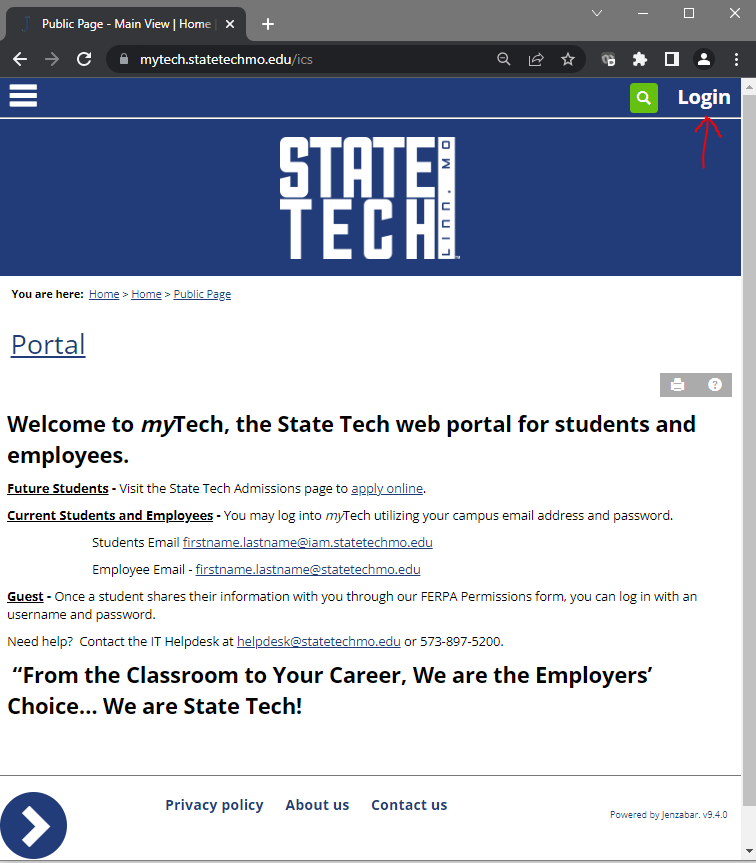 Public Page - Main View | Home |
mytech.statetechmo.edu/ics
Login
STATE
TECH
LINN, MO
™
You are here: Home > Home > Public Page
Portal
Welcome to myTech, the State Tech web portal for students and
employees.
Future Students - Visit the State Tech Admissions page to apply online.
Current Students and Employees - You may log into myTech utilizing your campus email address and password.
Students Email firstname.lastname@iam.statetechmo.edu
Employee Email - firstname.lastname@statetechmo.edu
Guest - Once a student shares their information with you through our FERPA Permissions form, you can log in with an
username and password.
Need help? Contact the IT Helpdesk at helpdesk@statetechmo.edu or 573-897-5200.
“From the Classroom to Your Career, We are the Employers’
Choice... We are State Tech!
Privacy policy About us Contact us
Powered by Jenzabar. v9.4.0